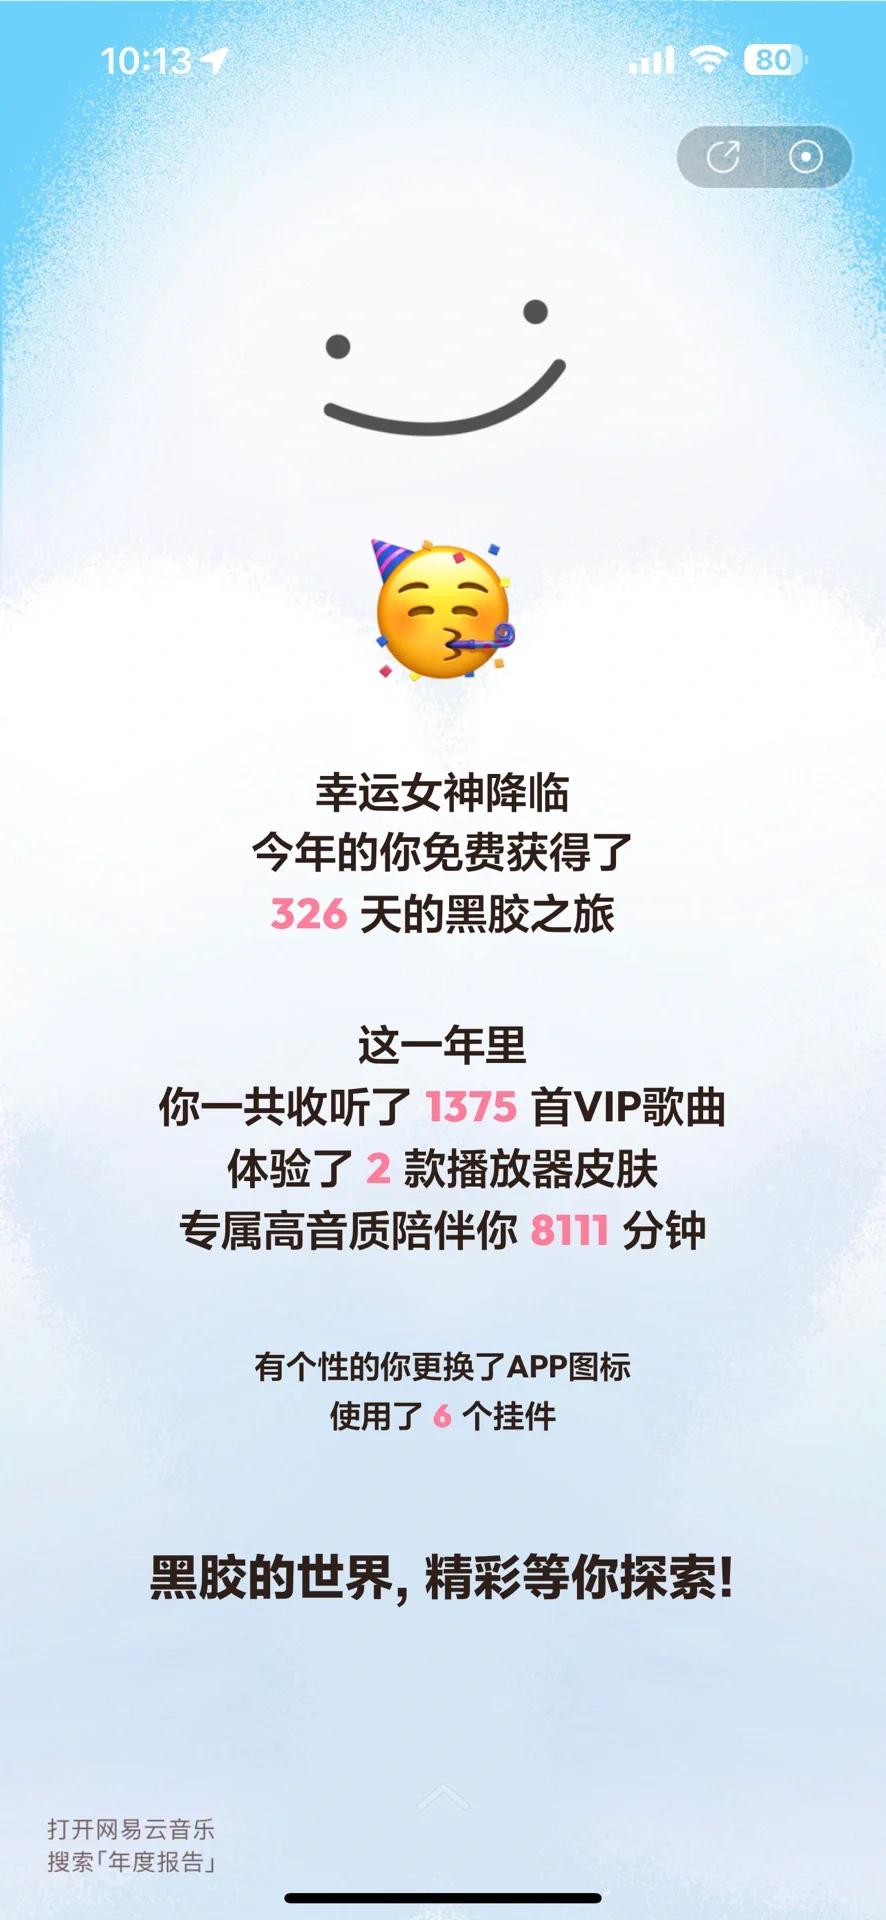 10:13
80
幸运女神降临
今年的你免费获得了
326 天的黑胶之旅
这一年里
你一共收听了 1375 首VIP歌曲
体验了 2 款播放器皮肤
专属高音质陪伴你 8111 分钟
有个性的你更换了APP图标
使用了 6 个挂件
黑胶的世界, 精彩等你探索!
打开网易云音乐
搜索「年度报告」